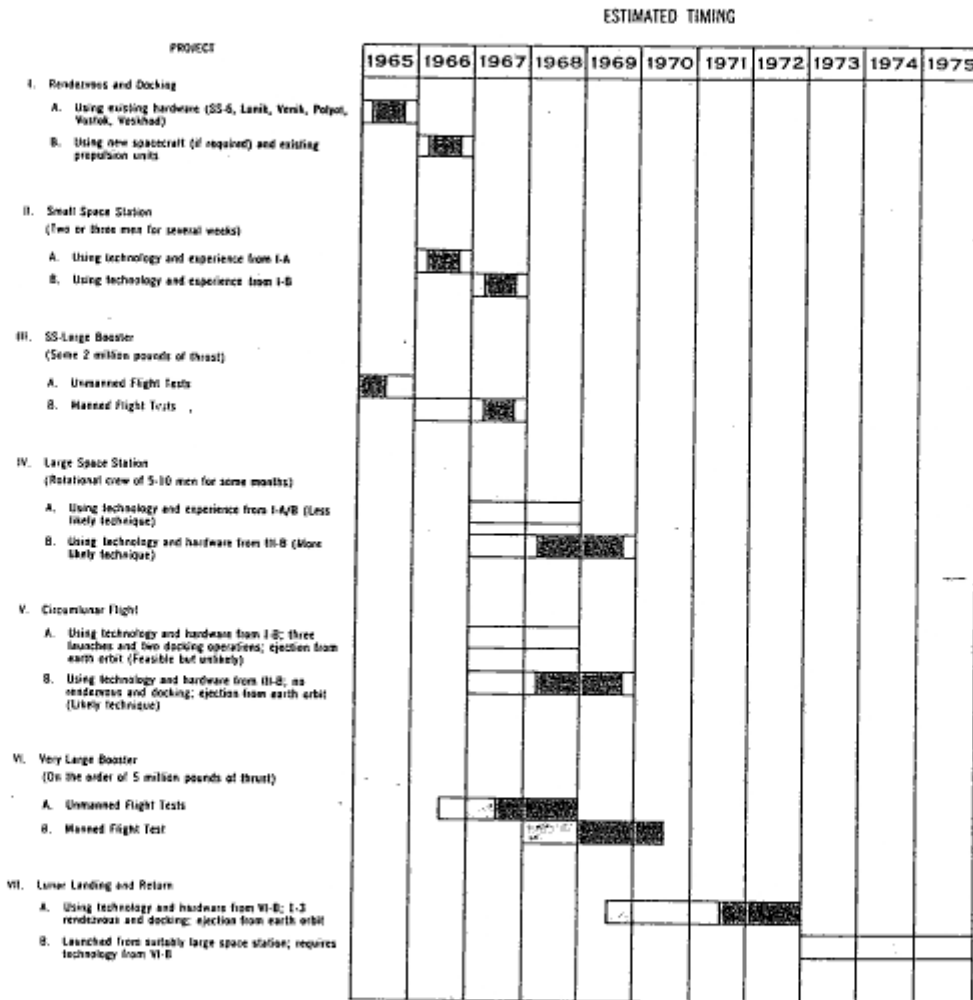 ESTIMATED TIMING
PROJECT
1965 1966 1967 1968 1969 1970 1971 1972 1973 1974 1975
I. Rendezvous and Docking
A. Using existing hardware (SS-6, Lunik, Venik, Polyot,
Vostok, Voskhod)
B. Using new spacecraft (if required) and existing
propulsion units
II. Small Space Station
(Two or three men for several weeks)
A. Using technology and experience from I-A
B. Using technology and experience from I-B
III. SS-Large Booster
(Some 2 million pounds of thrust)
A. Unmanned Flight Tests
B. Manned Flight Tests
IV. Large Space Station
(Rotational crew of 5-10 men for some months)
A. Using technology and experience from I-A/B (Less
likely technique)
B. Using technology and hardware from III-B (More
likely technique)
V. Circumlunar Flight
A. Using technology and hardware from I-B; three
launches and two docking operations; ejection from
earth orbit (Feasible but unlikely)
B. Using technology and hardware from III-B; no
rendezvous and docking; ejection from earth orbit
(Likely technique)
VI. Very Large Booster
(On the order of 5 million pounds of thrust)
A. Unmanned Flight Tests
B. Manned Flight Test
VII. Lunar Landing and Return
A. Using technology and hardware from VI-B; 1-3
rendezvous and docking; ejection from earth orbit
B. Launched from suitably large space station; requires
technology from VI-B